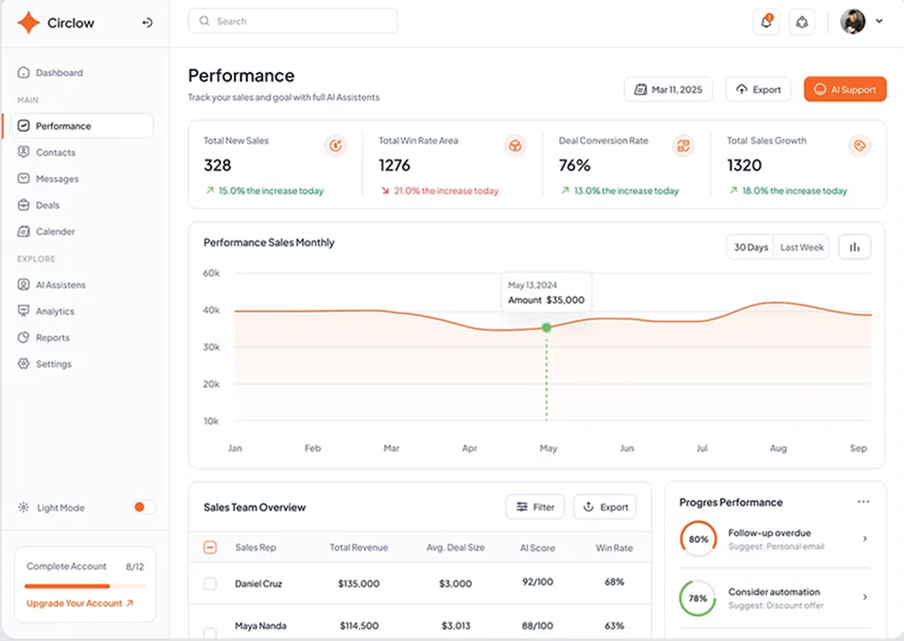 Circlow
Search
1
Dashboard
MAIN
Performance
Contacts
Messages
Deals
Calender
EXPLORE
AI Assistens
Analytics
Reports
Settings
Light Mode
Complete Account 8/12
Upgrade Your Account
Performance
Track your sales and goal with full AI Assistents
Mar 11, 2025
Export
AI Support
Total New Sales
328
15.0% the increase today
Total Win Rate Area
1276
21.0% the increase today
Deal Conversion Rate
76%
13.0% the increase today
Total Sales Growth
1320
18.0% the increase today
Performance Sales Monthly
30 Days Last Week
60k
40k
30k
20k
10k
May 13,2024
Amount $35,000
Jan Feb Mar Apr May Jun Jul Aug Sep
Sales Team Overview
Filter
Export
Sales Rep Total Revenue Avg. Deal Size AI Score Win Rate
Daniel Cruz $135,000 $3,000 92/100 68%
Maya Nanda $114,500 $3,013 88/100 63%
Progres Performance
80%
Follow-up overdue
Suggest: Personal email
78%
Consider automation
Suggest: Discount offer